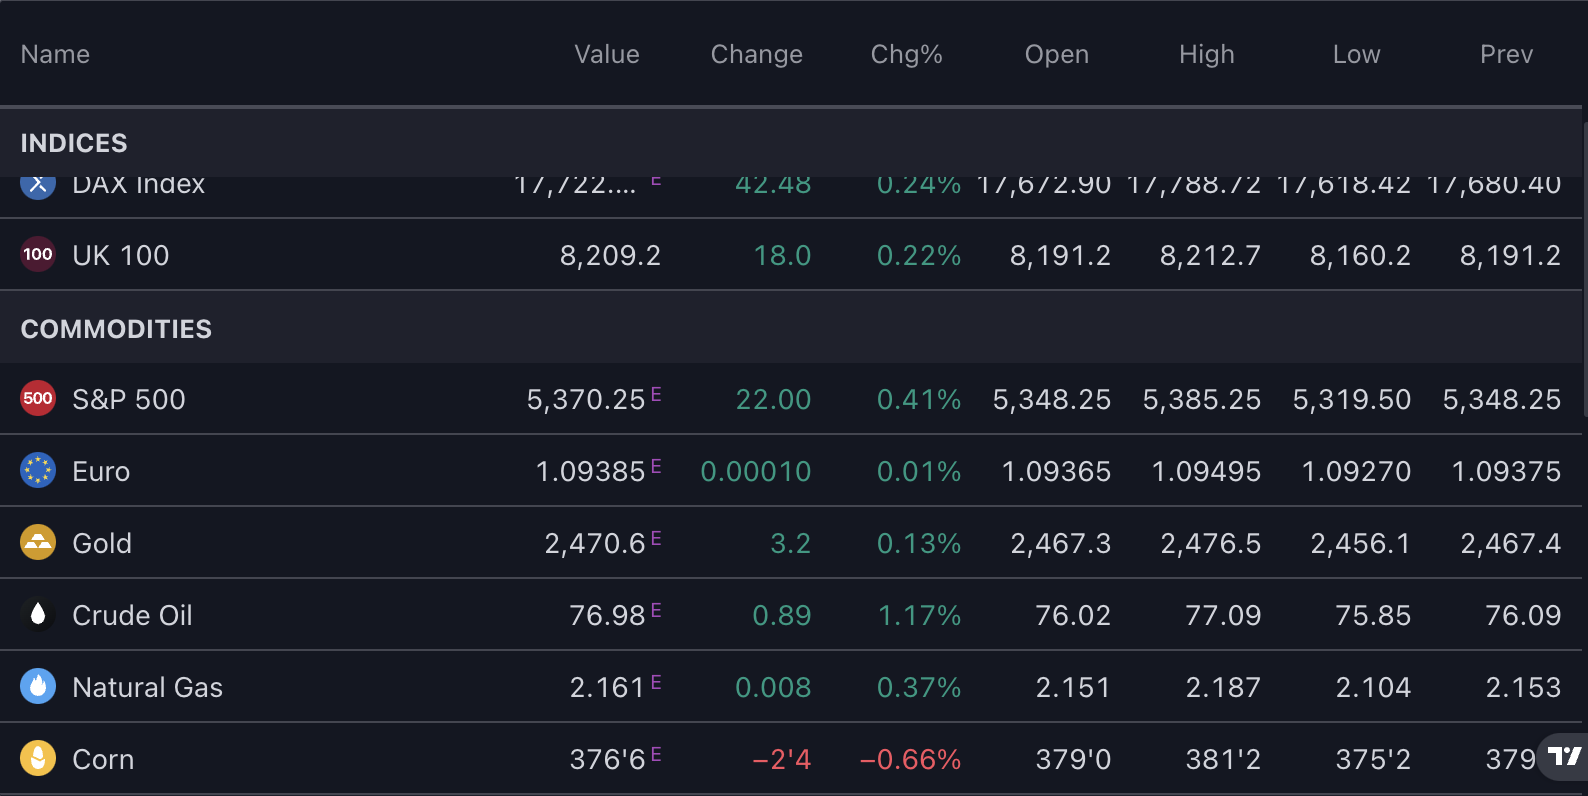 Name Value Change Chg% Open High Low Prev
INDICES
DAX Index 17,722.... E 42.48 0.24% 17,672.90 17,788.72 17,618.42 17,680.40
100 UK 100 8,209.2 18.0 0.22% 8,191.2 8,212.7 8,160.2 8,191.2
COMMODITIES
500 S&P 500 5,370.25 E 22.00 0.41% 5,348.25 5,385.25 5,319.50 5,348.25
Euro 1.09385 E 0.00010 0.01% 1.09365 1.09495 1.09270 1.09375
Gold 2,470.6 E 3.2 0.13% 2,467.3 2,476.5 2,456.1 2,467.4
Crude Oil 76.98 E 0.89 1.17% 76.02 77.09 75.85 76.09
Natural Gas 2.161 E 0.008 0.37% 2.151 2.187 2.104 2.153
Corn 376'6 E −2'4 −0.66% 379'0 381'2 375'2 379